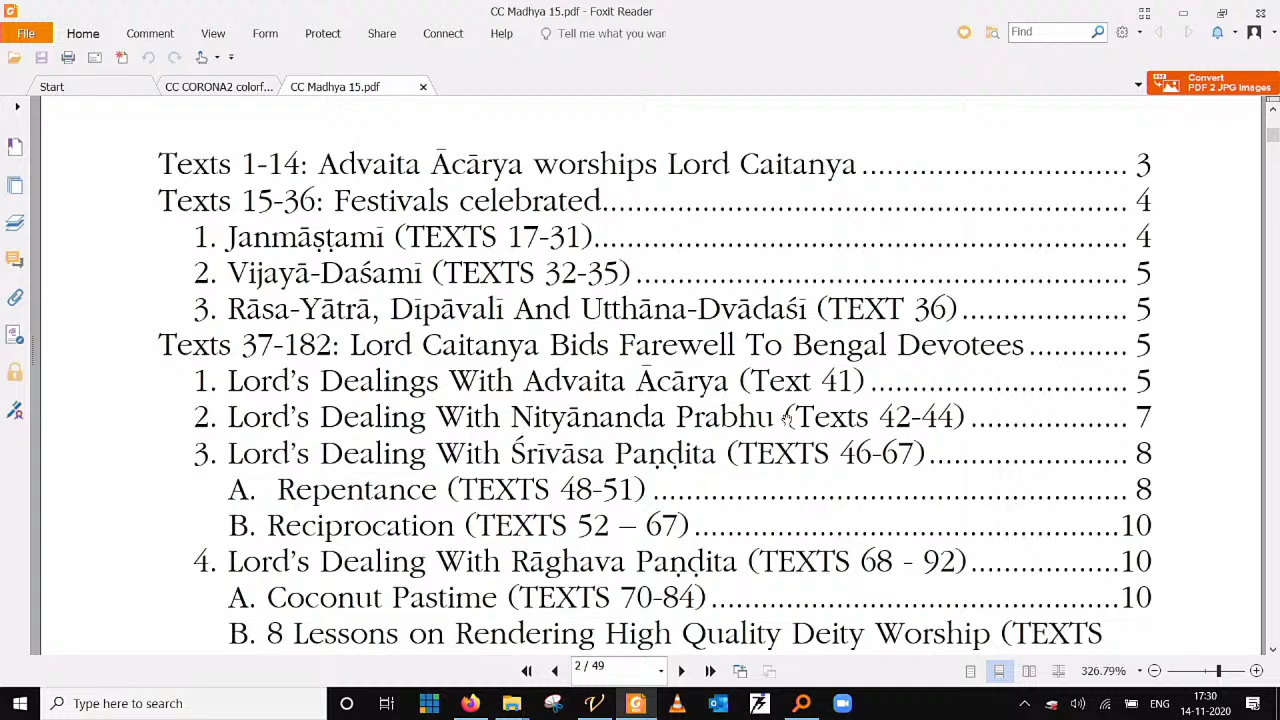 CC Madhya 15.pdf - Foxit Reader
File Home Comment View Form Protect Share Connect Help Tell me what you war Find
Start CC CORONA2 colorf... CC Madhya 15.pdf
Convert
PDF 2 JPG Images
Texts 1-14: Advaita Ācārya worships Lord Caitanya................................ 3
Texts 15-36: Festivals celebrated............................................................... 4
1. Janmāṣṭamī (TEXTS 17-31)................................................................ 4
2. Vijayā-Daśamī (TEXTS 32-35) ........................................................... 5
3. Rāsa-Yātrā, Dīpāvalī And Utthāna-Dvādaśī (TEXT 36) .................... 5
Texts 37-182: Lord Caitanya Bids Farewell To Bengal Devotees............ 5
1. Lord's Dealings With Advaita Ācārya (Text 41) ................................ 5
2. Lord's Dealing With Nityānanda Prabhu (Texts 42-44) ................... 7
3. Lord's Dealing With Śrīvāsa Paṇḍita (TEXTS 46-67)........................ 8
A. Repentance (TEXTS 48-51) ......................................................... 8
B. Reciprocation (TEXTS 52 – 67)....................................................10
4. Lord's Dealing With Rāghava Paṇḍita (TEXTS 68 - 92)..................10
A. Coconut Pastime (TEXTS 70-84) .................................................10
B. 8 Lessons on Rendering High Quality Deity Worship (TEXTS
2 / 49
326.79%
Type here to search
ENG
17:30
14-11-2020